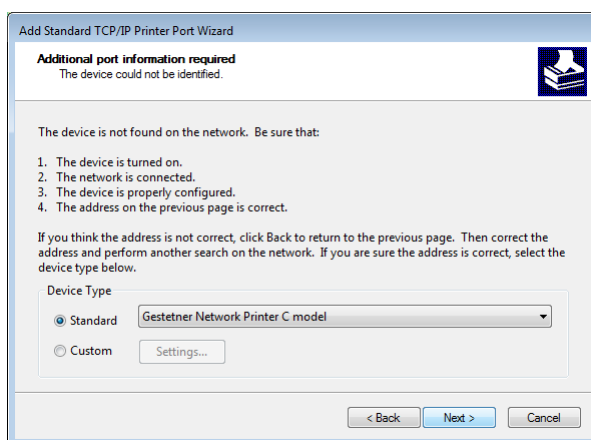 Add Standard TCP/IP Printer Port Wizard
Additional port information required
The device could not be identified.
The device is not found on the network.  Be sure that:
1.  The device is turned on.
2.  The network is connected.
3.  The device is properly configured.
4.  The address on the previous page is correct.
If you think the address is not correct, click Back to return to the previous page.  Then correct the
address and perform another search on the network.  If you are sure the address is correct, select the
device type below.
Device Type
Standard
Gestetner Network Printer C model
Custom
Settings...
< Back
Next >
Cancel